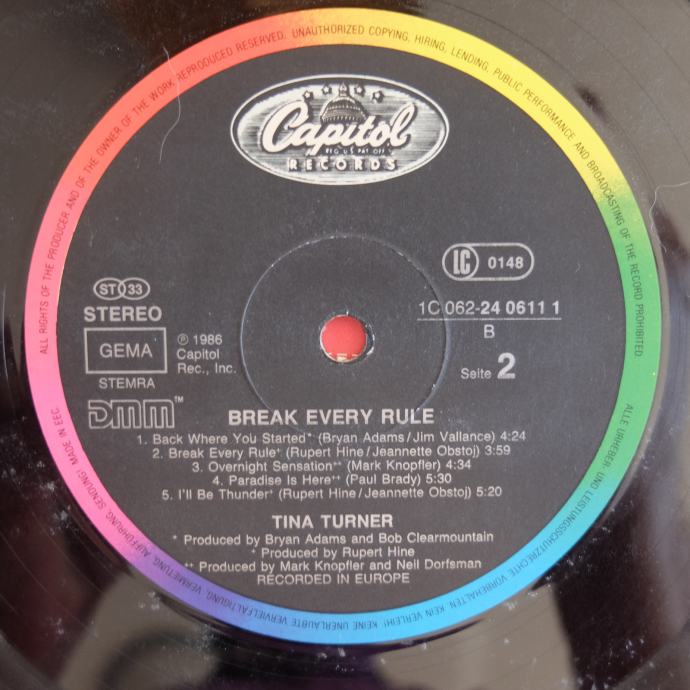 ALL RIGHTS OF THE PRODUCER AND OF THE OWNER OF THE WORK REPRODUCED RESERVED. UNAUTHORIZED COPYING, HIRING, LENDING, PUBLIC PERFORMANCE AND BROADCASTING OF THE RECORD PROHIBITED.
Capitol
REG. U.S. PAT. OFF.
RECORDS
LC 0148
ST 33
STEREO
GEMA
STEMRA
DMM™
℗ 1986
Capitol
Rec., Inc.
1C 062-24 0611 1
B
Seite 2
BREAK EVERY RULE
1. Back Where You Started* (Bryan Adams/Jim Vallance) 4:24
2. Break Every Rule+ (Rupert Hine/Jeannette Obstoj) 3:59
3. Overnight Sensation++ (Mark Knopfler) 4:34
4. Paradise Is Here++ (Paul Brady) 5:30
5. I'll Be Thunder+ (Rupert Hine/Jeannette Obstoj) 5:20
TINA TURNER
* Produced by Bryan Adams and Bob Clearmountain
+ Produced by Rupert Hine
++ Produced by Mark Knopfler and Neil Dorfsman
RECORDED IN EUROPE
ALLE URHEBER- UND LEISTUNGSSCHUTZRECHTE VORBEHALTEN. KEIN VERLEIH! KEINE UNERLAUBTE VERVIELFÄLTIGUNG, VERMIETUNG, AUFFÜHRUNG, SENDUNG! MADE IN EEC